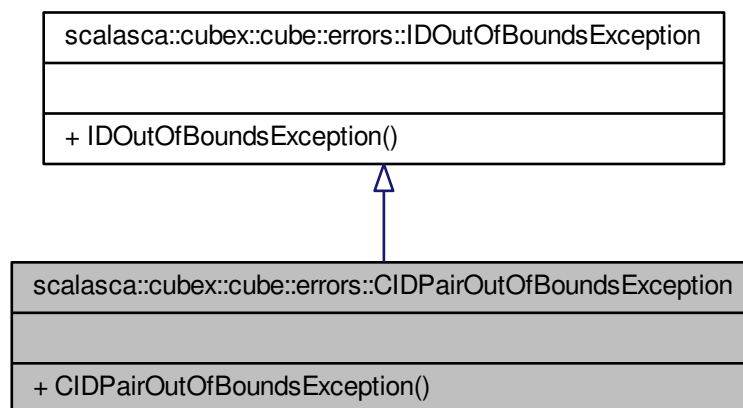 scalasca::cubex::cube::errors::IDOutOfBoundsException
+ IDOutOfBoundsException()
scalasca::cubex::cube::errors::CIDPairOutOfBoundsException
+ CIDPairOutOfBoundsException()